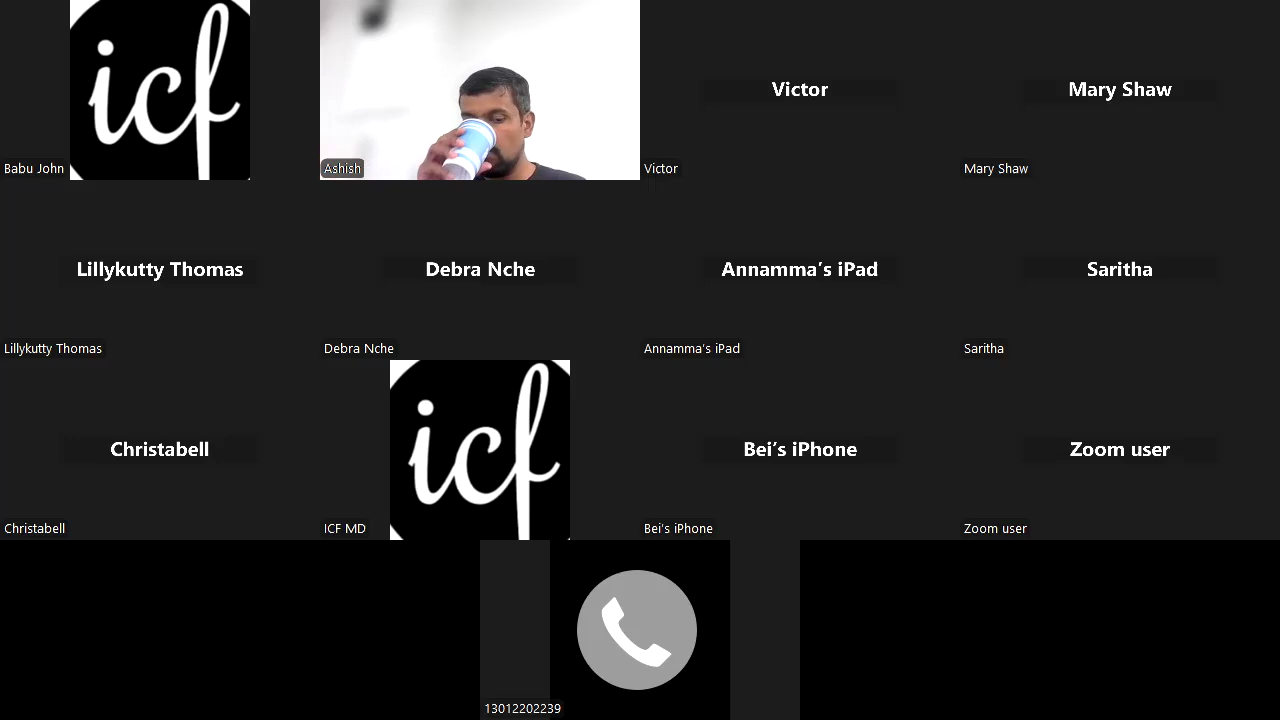 icf
Babu John
Ashish
Victor
Victor
Mary Shaw
Mary Shaw
Lillykutty Thomas
Lillykutty Thomas
Debra Nche
Debra Nche
Annamma's iPad
Annamma's iPad
Saritha
Saritha
Christabell
Christabell
icf
ICF MD
Bei's iPhone
Bei's iPhone
Zoom user
Zoom user
13012202239